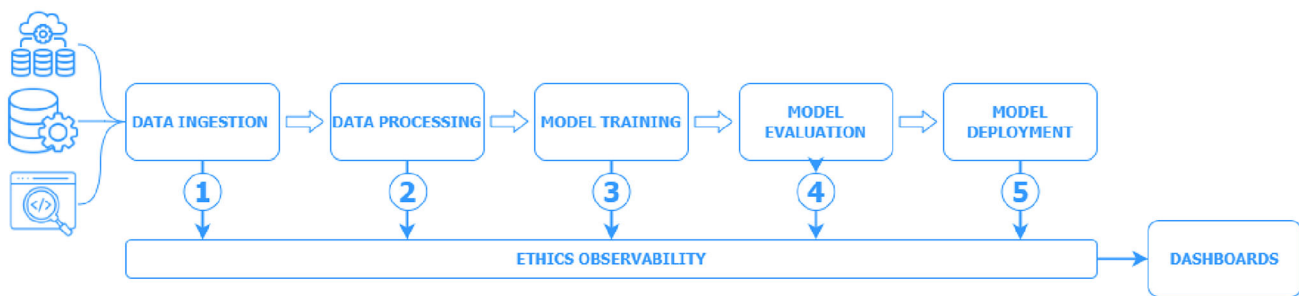 DATA INGESTION
DATA PROCESSING
MODEL TRAINING
MODEL
EVALUATION
MODEL
DEPLOYMENT
</>
1
2
3
4
5
ETHICS OBSERVABILITY
DASHBOARDS